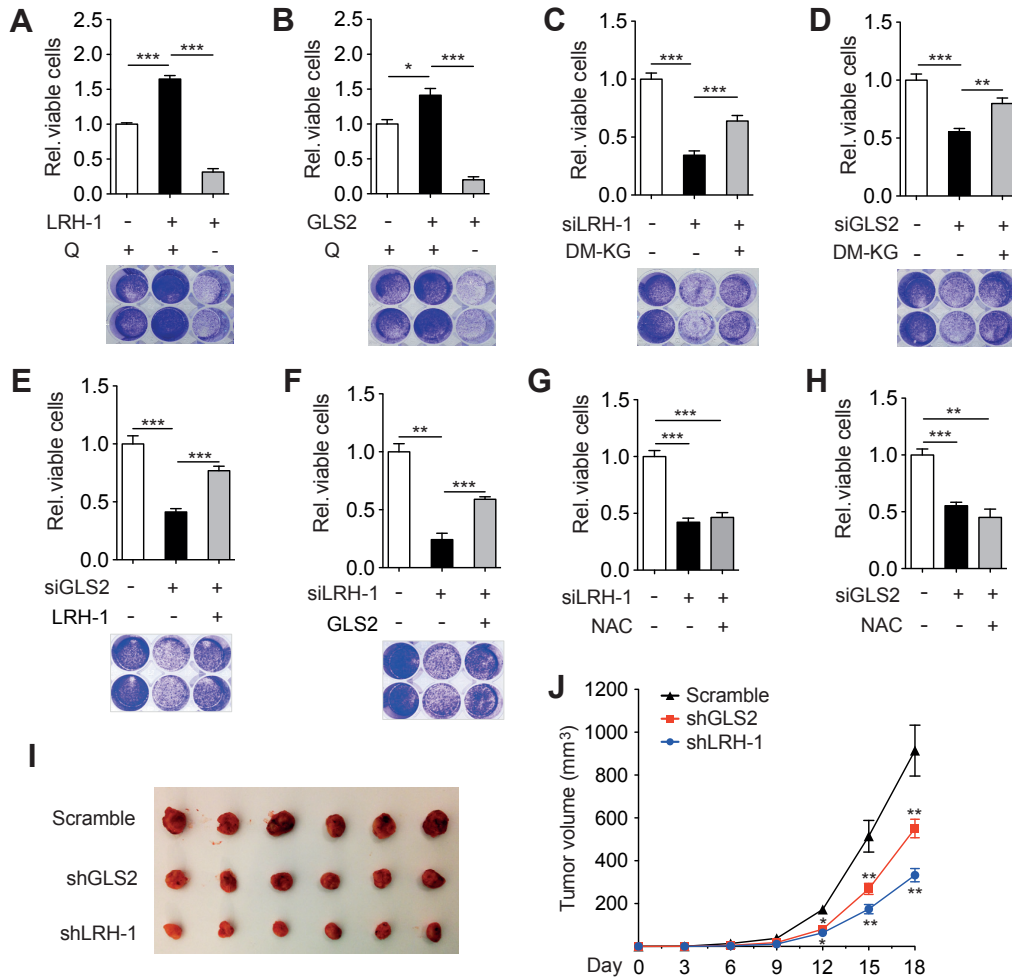 A
Rel. viable cells
2.5
2.0
1.5
1.0
0.5
0.0
*** ***
LRH-1 - + +
Q + + -
B
Rel. viable cells
2.5
2.0
1.5
1.0
0.5
0.0
* ***
GLS2 - + +
Q + + -
C
Rel. viable cells
1.5
1.0
0.5
0.0
***
***
siLRH-1 - + +
DM-KG - - +
D
Rel. viable cells
1.5
1.0
0.5
0.0
***
**
siGLS2 - + +
DM-KG - - +
E
Rel. viable cells
1.5
1.0
0.5
0.0
***
***
siGLS2 - + +
LRH-1 - - +
F
Rel. viable cells
1.5
1.0
0.5
0.0
**
***
siLRH-1 - + +
GLS2 - - +
G
Rel. viable cells
1.5
1.0
0.5
0.0
***
***
siLRH-1 - + +
NAC - - +
H
Rel. viable cells
1.5
1.0
0.5
0.0
**
***
siGLS2 - + +
NAC - - +
I
Scramble
shGLS2
shLRH-1
J
Tumor volume (mm³)
1200
1000
800
600
400
200
Scramble
shGLS2
shLRH-1
* ** **
* ** **
Day 0 3 6 9 12 15 18